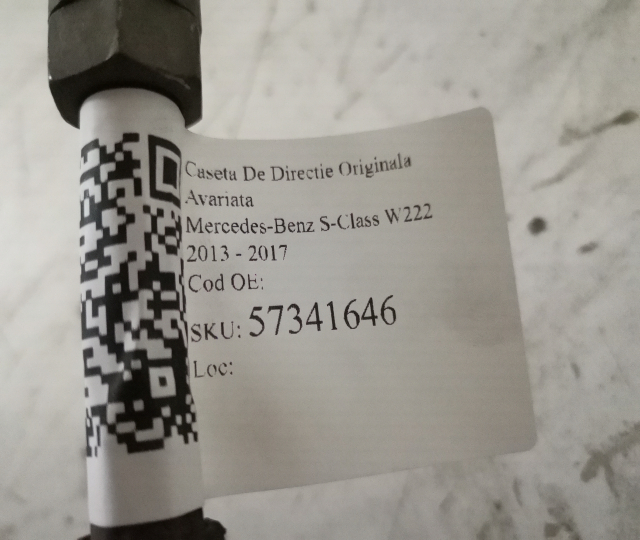 Caseta De Directie Originala
Avariata
Mercedes-Benz S-Class W222
2013 - 2017
Cod OE:
SKU: 57341646
Loc: